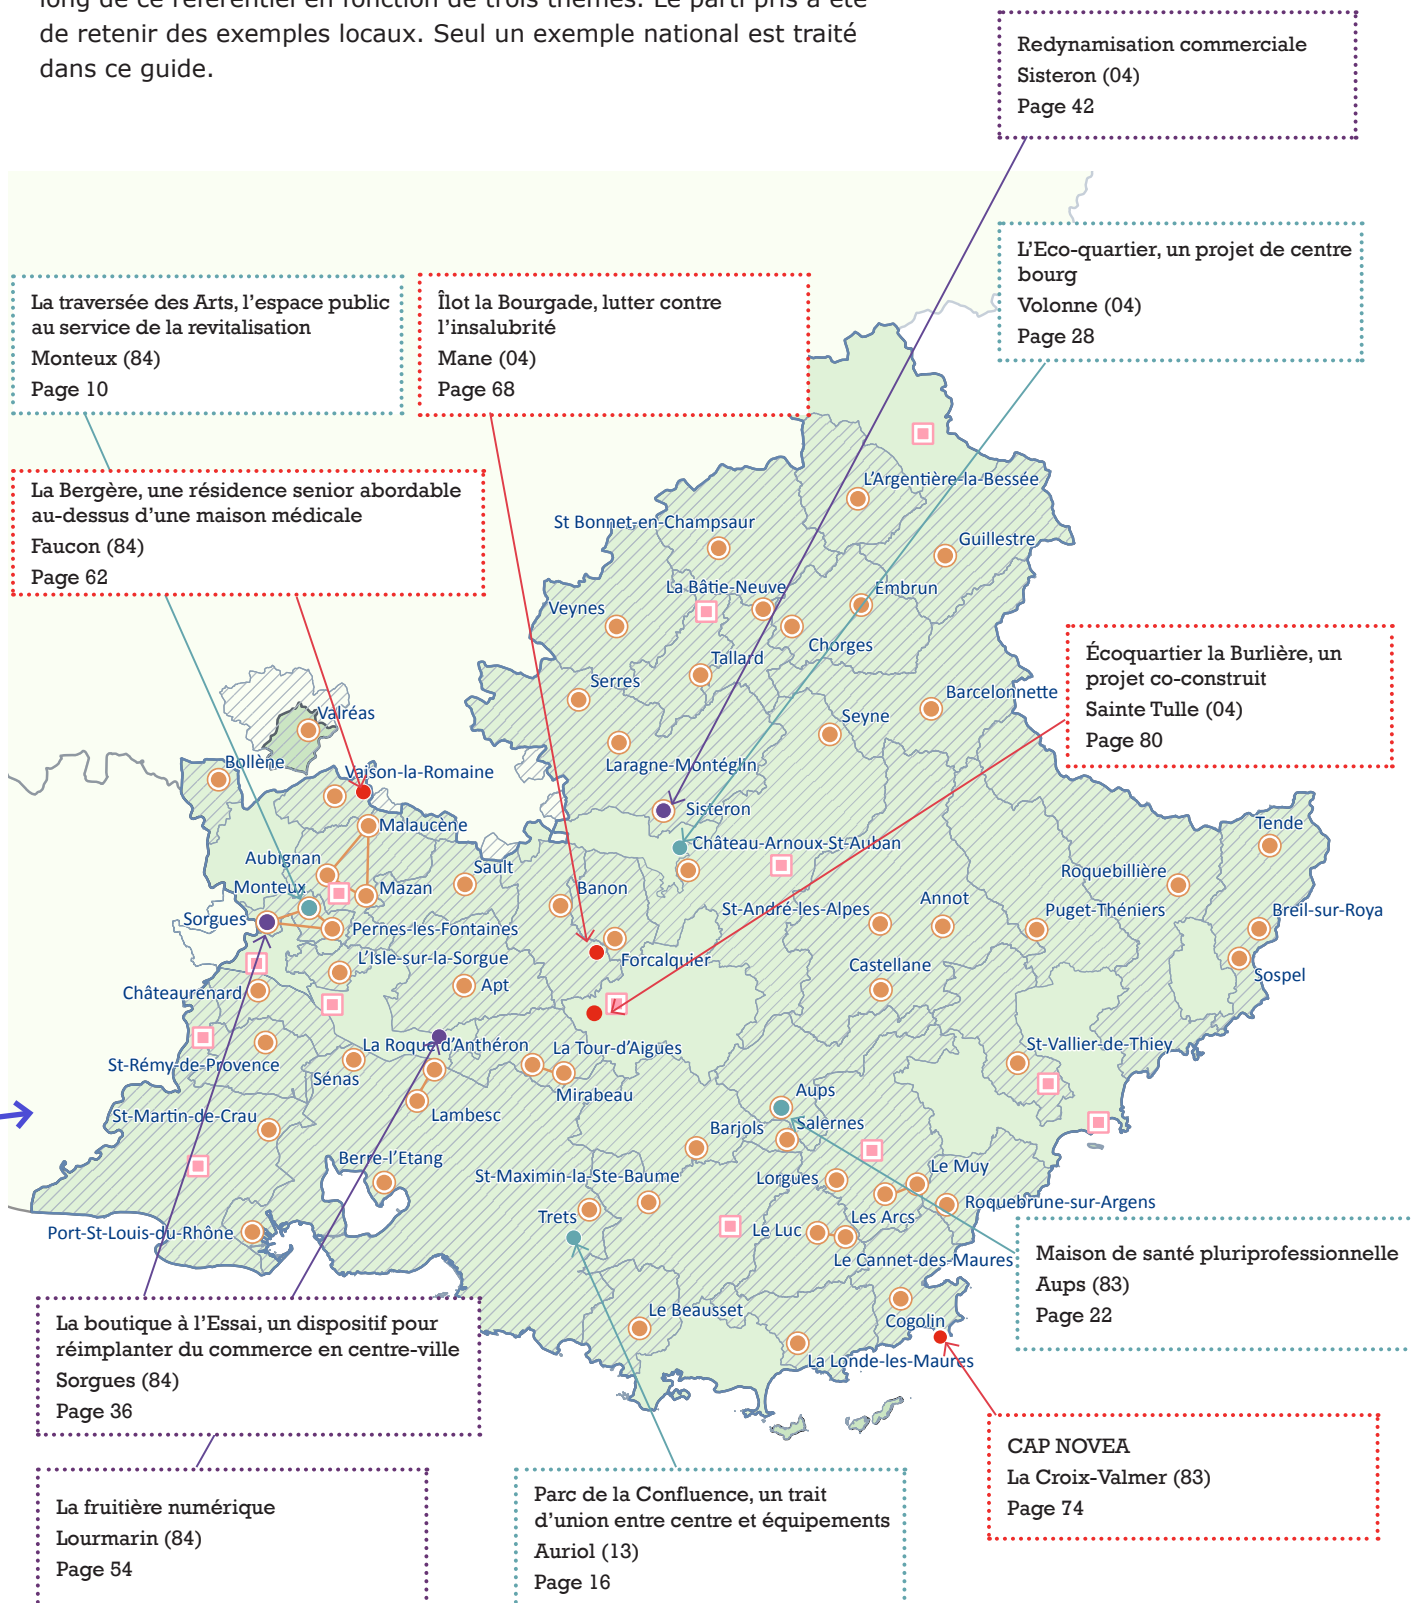 long de ce référentiel en fonction de trois thèmes. Le parti pris a été
de retenir des exemples locaux. Seul un exemple national est traité
dans ce guide.
Redynamisation commerciale
Sisteron (04)
Page 42
L'Eco-quartier, un projet de centre
bourg
Volonne (04)
Page 28
La traversée des Arts, l'espace public
au service de la revitalisation
Monteux (84)
Page 10
Îlot la Bourgade, lutter contre
l'insalubrité
Mane (04)
Page 68
La Bergère, une résidence senior abordable
au-dessus d'une maison médicale
Faucon (84)
Page 62
Écoquartier la Burlière, un
projet co-construit
Sainte Tulle (04)
Page 80
L'Argentière-la-Bessée
St Bonnet-en-Champsaur
Guillestre
La Bâtie-Neuve
Embrun
Veynes
Chorges
Tallard
Serres
Barcelonnette
Valréas
Seyne
Bollène
Laragne-Montéglin
Vaison-la-Romaine
Sisteron
Malaucène
Château-Arnoux-St-Auban
Tende
Aubignan
Sault
Roquebillière
Monteux
Mazan
Banon
Annot
Sorgues
St-André-les-Alpes
Puget-Théniers
Breil-sur-Roya
Pernes-les-Fontaines
L'Isle-sur-la-Sorgue
Forcalquier
Castellane
Sospel
Châteaurenard
Apt
La Roque d'Anthéron
La Tour-d'Aigues
St-Vallier-de-Thiey
St-Rémy-de-Provence
Sénas
Mirabeau
Aups
St-Martin-de-Crau
Lambesc
Barjols
Salernes
Berre-l'Etang
St-Maximin-la-Ste-Baume
Lorgues
Le Muy
Roquebrune-sur-Argens
Trets
Les Arcs
Port-St-Louis-du-Rhône
Le Luc
Le Cannet-des-Maures
Le Beausset
Cogolin
La Londe-les-Maures
Maison de santé pluriprofessionnelle
Aups (83)
Page 22
La boutique à l'Essai, un dispositif pour
réimplanter du commerce en centre-ville
Sorgues (84)
Page 36
CAP NOVEA
La Croix-Valmer (83)
Page 74
La fruitière numérique
Lourmarin (84)
Page 54
Parc de la Confluence, un trait
d'union entre centre et équipements
Auriol (13)
Page 16